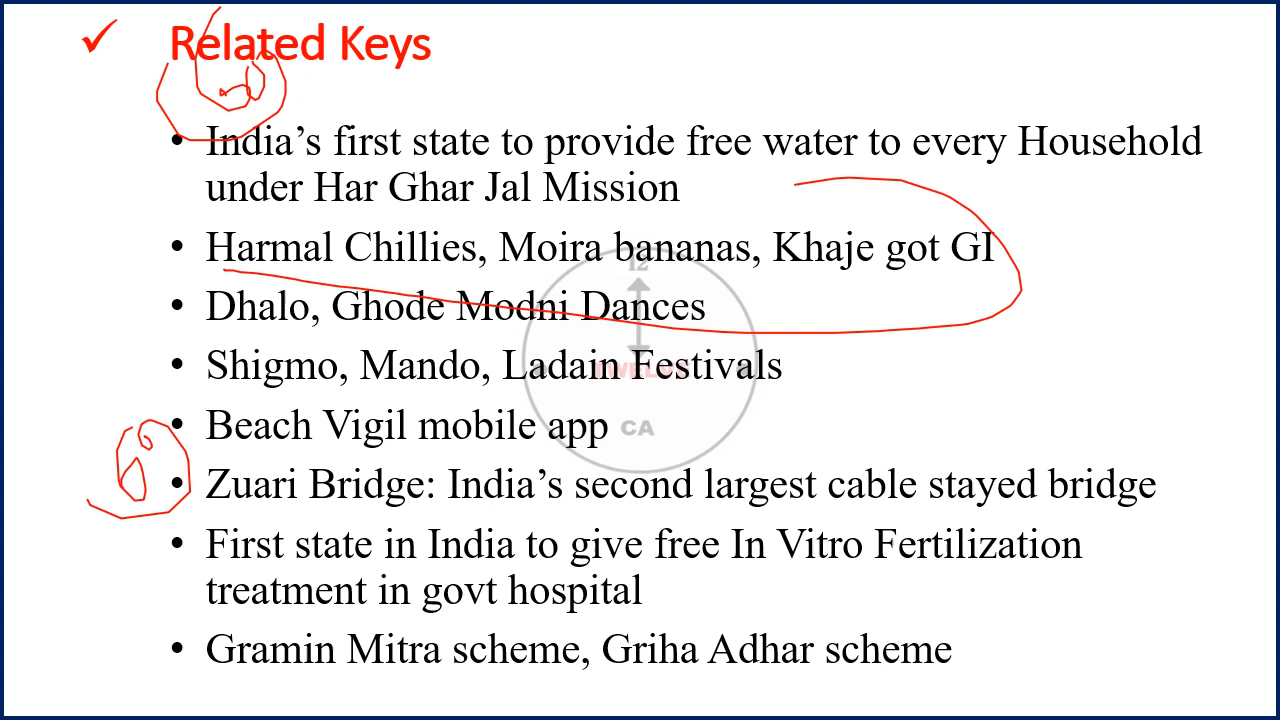 ✓ Related Keys
• India’s first state to provide free water to every Household
under Har Ghar Jal Mission
• Harmal Chillies, Moira bananas, Khaje got GI
12
• Dhalo, Ghode Modni Dances
• Shigmo, Mando, Ladain Festivals
TWELVE
• Beach Vigil mobile app
CA
• Zuari Bridge: India’s second largest cable stayed bridge
• First state in India to give free In Vitro Fertilization
treatment in govt hospital
• Gramin Mitra scheme, Griha Adhar scheme